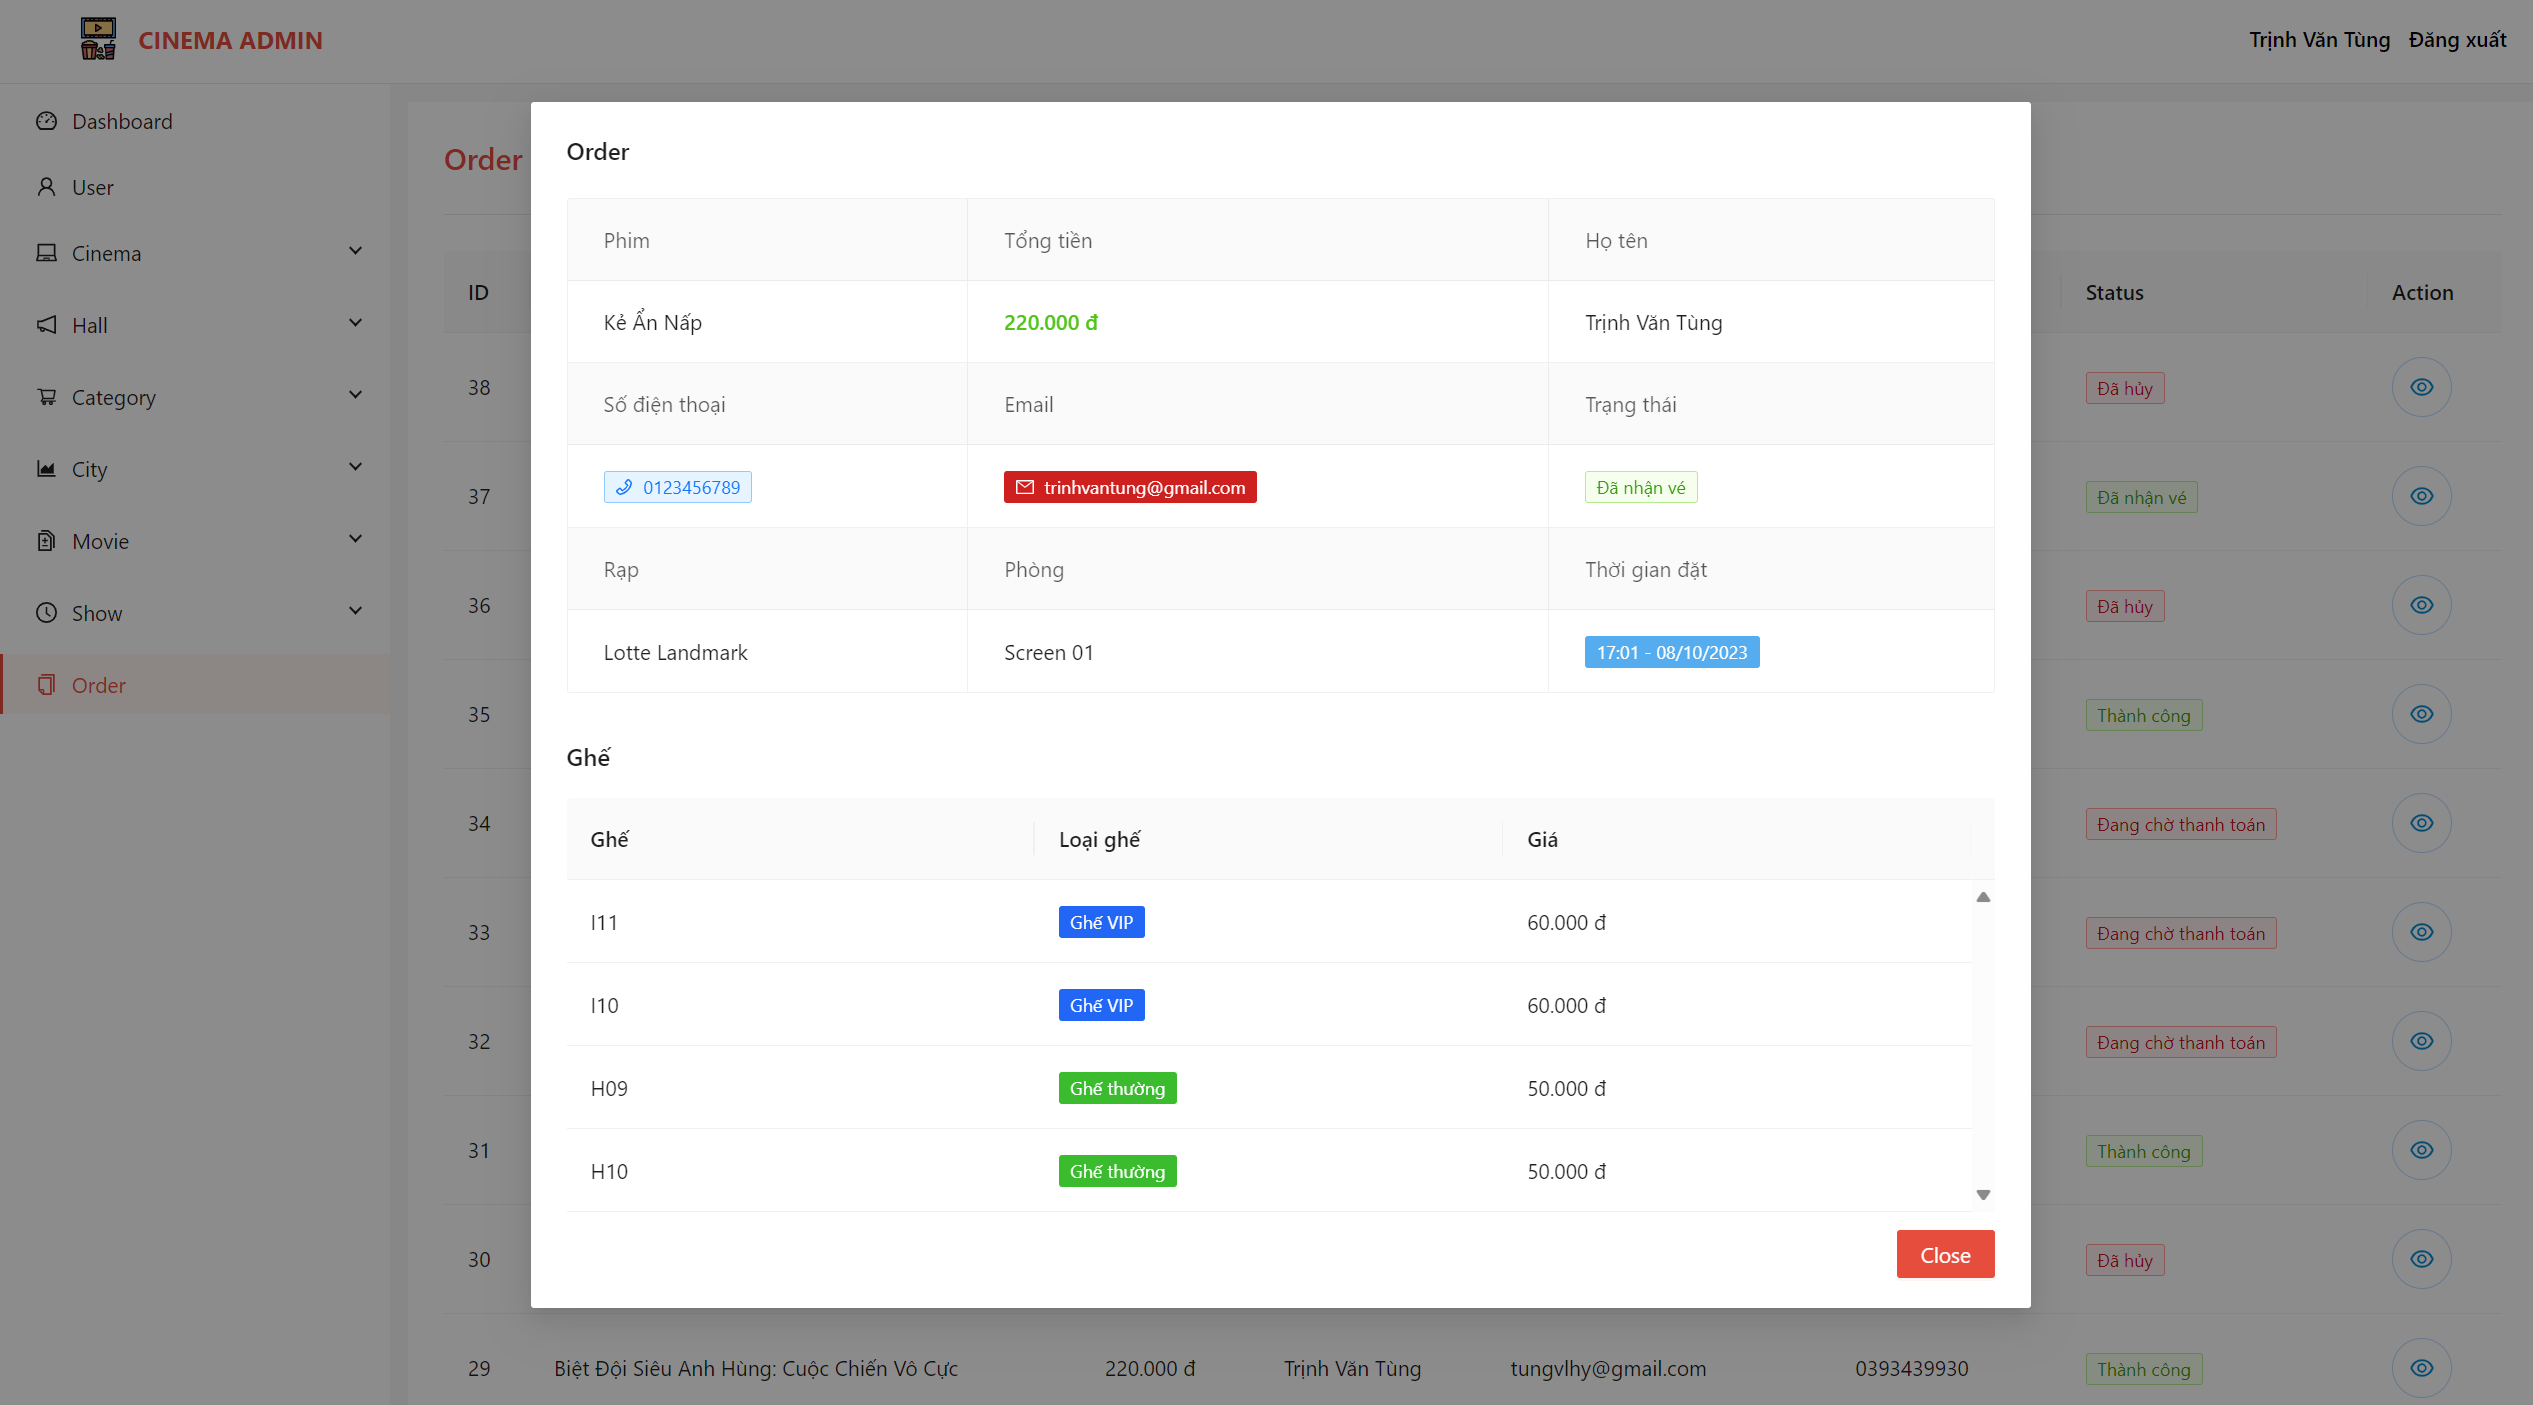 CINEMA ADMIN
Trịnh Văn Tùng Đăng xuất
Dashboard
User
Cinema
Hall
Category
City
Movie
Show
Order
Order
ID Status Action
38 Đã hủy
37 Đã nhận vé
36 Đã hủy
35 Thành công
34 Đang chờ thanh toán
33 Đang chờ thanh toán
32 Đang chờ thanh toán
31 Thành công
30 Đã hủy
29 Biệt Đội Siêu Anh Hùng: Cuộc Chiến Vô Cực 220.000 đ Trịnh Văn Tùng tungvlhy@gmail.com 0393439930 Thành công
Order
Phim Tổng tiền Họ tên
Kẻ Ẩn Nấp 220.000 đ Trịnh Văn Tùng
Số điện thoại Email Trạng thái
0123456789 trinhvantung@gmail.com Đã nhận vé
Rạp Phòng Thời gian đặt
Lotte Landmark Screen 01 17:01 - 08/10/2023
Ghế
Ghế Loại ghế Giá
I11 Ghế VIP 60.000 đ
I10 Ghế VIP 60.000 đ
H09 Ghế thường 50.000 đ
H10 Ghế thường 50.000 đ
Close